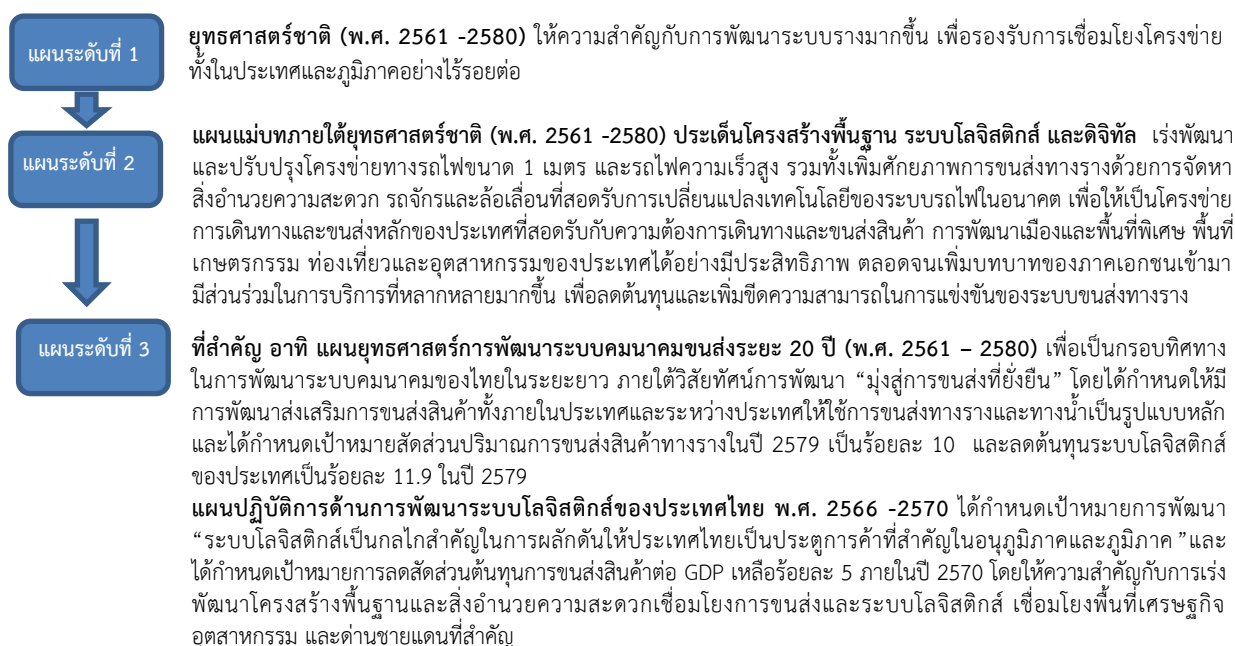 แผนระดับที่ 1
ยุทธศาสตร์ชาติ (พ.ศ. 2561 -2580) ให้ความสำคัญกับการพัฒนาระบบรางมากขึ้น เพื่อรองรับการเชื่อมโยงโครงข่าย
ทั้งในประเทศและภูมิภาคอย่างไร้รอยต่อ
แผนระดับที่ 2
แผนแม่บทภายใต้ยุทธศาสตร์ชาติ (พ.ศ. 2561 -2580) ประเด็นโครงสร้างพื้นฐาน ระบบโลจิสติกส์ และดิจิทัล เร่งพัฒนา
และปรับปรุงโครงข่ายทางรถไฟขนาด 1 เมตร และรถไฟความเร็วสูง รวมทั้งเพิ่มศักยภาพการขนส่งทางรางด้วยการจัดหา
สิ่งอำนวยความสะดวก รถจักรและล้อเลื่อนที่สอดรับการเปลี่ยนแปลงเทคโนโลยีของระบบรถไฟในอนาคต เพื่อให้เป็นโครงข่าย
การเดินทางและขนส่งหลักของประเทศที่สอดรับกับความต้องการเดินทางและขนส่งสินค้า การพัฒนาเมืองและพื้นที่พิเศษ พื้นที่
เกษตรกรรม ท่องเที่ยวและอุตสาหกรรมของประเทศได้อย่างมีประสิทธิภาพ ตลอดจนเพิ่มบทบาทของภาคเอกชนเข้ามา
มีส่วนร่วมในการบริการที่หลากหลายมากขึ้น เพื่อลดต้นทุนและเพิ่มขีดความสามารถในการแข่งขันของระบบขนส่งทางราง
แผนระดับที่ 3
ที่สำคัญ อาทิ แผนยุทธศาสตร์การพัฒนาระบบคมนาคมขนส่งระยะ 20 ปี (พ.ศ. 2561 – 2580) เพื่อเป็นกรอบทิศทาง
ในการพัฒนาระบบคมนาคมของไทยในระยะยาว ภายใต้วิสัยทัศน์การพัฒนา “มุ่งสู่การขนส่งที่ยั่งยืน” โดยได้กำหนดให้มี
การพัฒนาส่งเสริมการขนส่งสินค้าทั้งภายในประเทศและระหว่างประเทศให้ใช้การขนส่งทางรางและทางน้ำเป็นรูปแบบหลัก
และได้กำหนดเป้าหมายสัดส่วนปริมาณการขนส่งสินค้าทางรางในปี 2579 เป็นร้อยละ 10 และลดต้นทุนระบบโลจิสติกส์
ของประเทศเป็นร้อยละ 11.9 ในปี 2579
แผนปฏิบัติการด้านการพัฒนาระบบโลจิสติกส์ของประเทศไทย พ.ศ. 2566 -2570 ได้กำหนดเป้าหมายการพัฒนา
“ระบบโลจิสติกส์เป็นกลไกสำคัญในการผลักดันให้ประเทศไทยเป็นประตูการค้าที่สำคัญในอนุภูมิภาคและภูมิภาค ”และ
ได้กำหนดเป้าหมายการลดสัดส่วนต้นทุนการขนส่งสินค้าต่อ GDP เหลือร้อยละ 5 ภายในปี 2570 โดยให้ความสำคัญกับการเร่ง
พัฒนาโครงสร้างพื้นฐานและสิ่งอำนวยความสะดวกเชื่อมโยงการขนส่งและระบบโลจิสติกส์ เชื่อมโยงพื้นที่เศรษฐกิจ
อุตสาหกรรม และด่านชายแดนที่สำคัญ